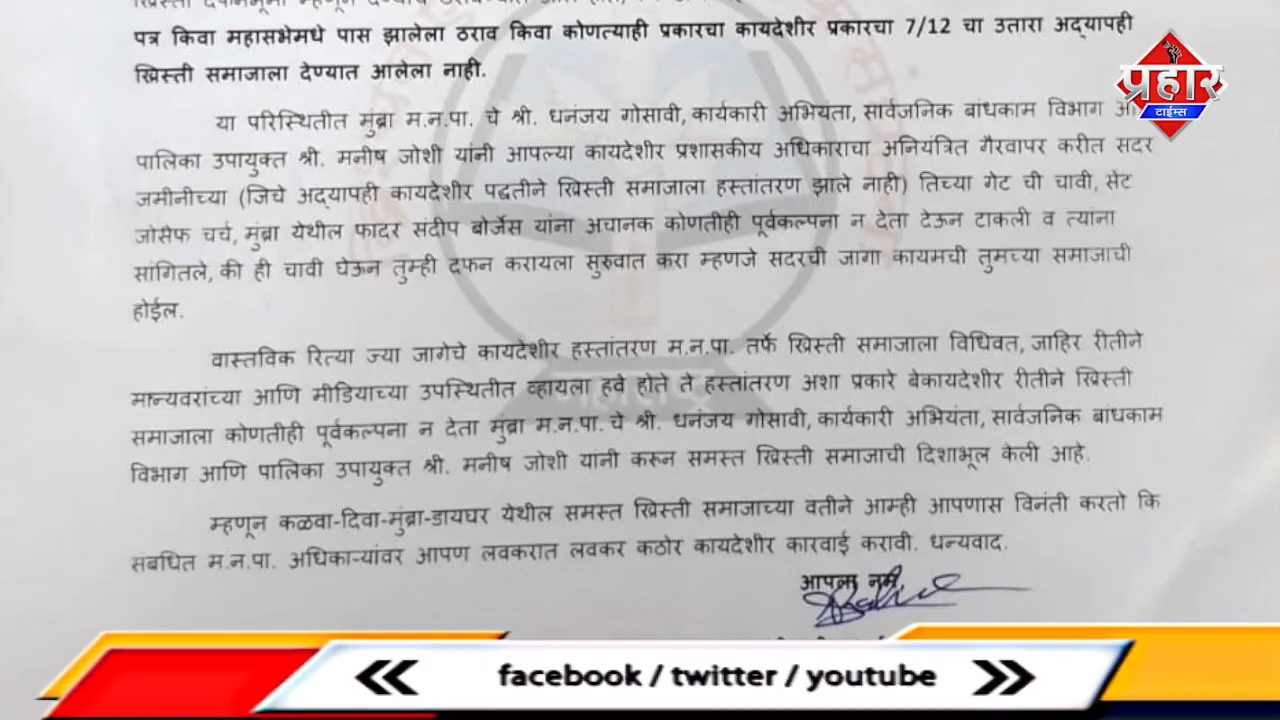 ख्रिस्ती दफनभूमी म्हणून
पत्र किवा महासभेमधे पास झालेला ठराव किवा कोणत्याही प्रकारचा कायदेशीर प्रकारचा 7/12 चा उतारा अद्यापही
ख्रिस्ती समाजाला देण्यात आलेला नाही.
प्रहार
टाईम्स
या परिस्थितीत मुंब्रा म.न.पा. चे श्री. धनंजय गोसावी, कार्यकारी अभियंता, सार्वजनिक बांधकाम विभाग
पालिका उपायुक्त श्री. मनीष जोशी यांनी आपल्या कायदेशीर प्रशासकीय अधिकाराचा अनियंत्रित गैरवापर करीत सदर
जमीनीच्या (जिचे अद्यापही कायदेशीर पद्धतीने ख्रिस्ती समाजाला हस्तांतरण झाले नाही) तिच्या गेट ची चावी, सेट
जोसेफ चर्च, मुंब्रा येथील फादर संदीप बोर्जेस यांना अचानक कोणतीही पूर्वकल्पना न देता देऊन टाकली व त्यांना
सांगितले, की ही चावी घेऊन तुम्ही दफन करायला सुरुवात करा म्हणजे सदरची जागा कायमची तुमच्या समाजाची
होईल.
वास्तविक रित्या ज्या जागेचे कायदेशीर हस्तांतरण म.न.पा. तर्फे ख्रिस्ती समाजाला विधिवत, जाहिर रीतीने
मान्यवरांच्या आणि मीडियाच्या उपस्थितीत व्हायला हवे होते ते हस्तांतरण अशा प्रकारे बेकायदेशीर रीतीने ख्रिस्ती
समाजाला कोणतीही पूर्वकल्पना न देता मुंब्रा म.न.पा. चे श्री. धनंजय गोसावी, कार्यकारी अभियंता, सार्वजनिक बांधकाम
विभाग आणि पालिका उपायुक्त श्री. मनीष जोशी यांनी करून समस्त ख्रिस्ती समाजाची दिशाभूल केली आहे.
म्हणून कळवा-दिवा-मुंब्रा-डायघर येथील समस्त ख्रिस्ती समाजाच्या वतीने आम्ही आपणास विनंती करतो कि
संबधित म.न.पा. अधिकाऱ्यांवर आपण लवकरात लवकर कठोर कायदेशीर कारवाई करावी. धन्यवाद.
आपला नम्र,
facebook / twitter / youtube